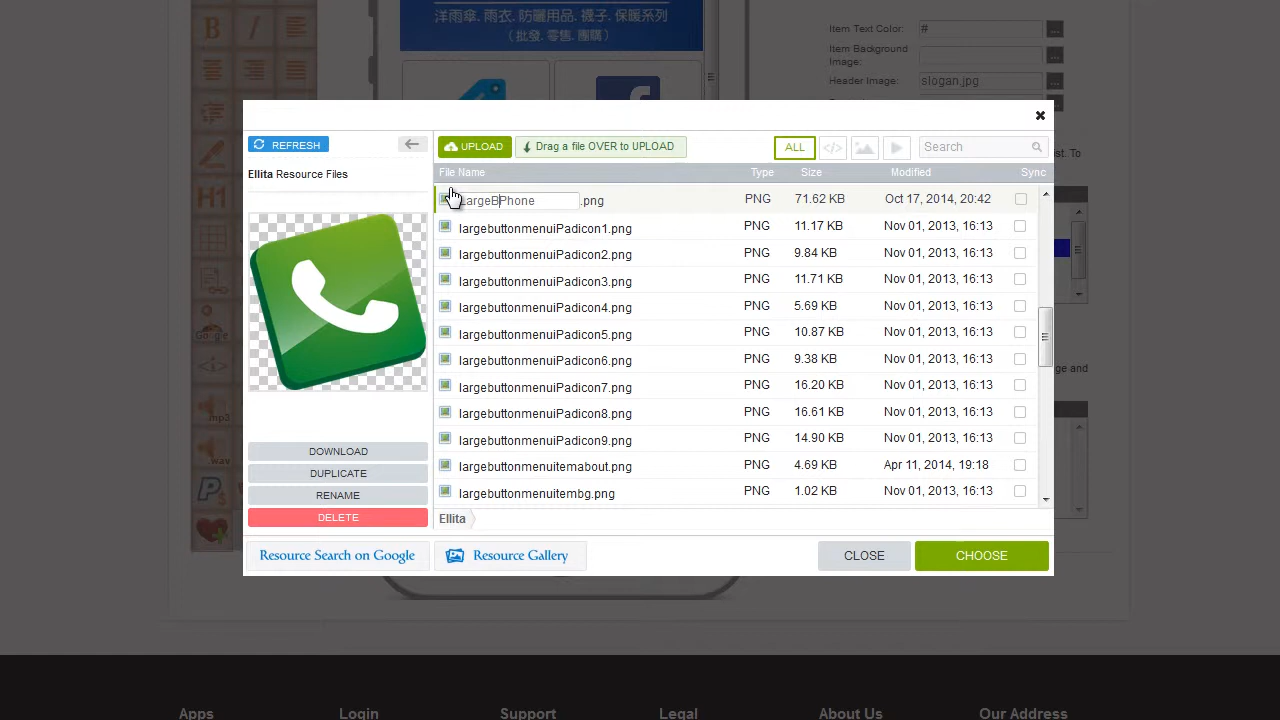 洋雨傘. 雨衣. 防曬用品. 襪子. 保暖系列
（批發. 零售. 團購）
Item Text Color:
#
...
Item Background
Image:
...
Header Image:
slogan.jpg
...
REFRESH
UPLOAD
Drag a file OVER to UPLOAD
ALL
</>
Search
Ellita Resource Files
File Name
Type
Size
Modified
Sync
LargeBPhone
.png
PNG
71.62 KB
Oct 17, 2014, 20:42
largebuttonmenuiPadicon1.png
PNG
11.17 KB
Nov 01, 2013, 16:13
largebuttonmenuiPadicon2.png
PNG
9.84 KB
Nov 01, 2013, 16:13
largebuttonmenuiPadicon3.png
PNG
11.71 KB
Nov 01, 2013, 16:13
largebuttonmenuiPadicon4.png
PNG
5.69 KB
Nov 01, 2013, 16:13
largebuttonmenuiPadicon5.png
PNG
10.87 KB
Nov 01, 2013, 16:13
largebuttonmenuiPadicon6.png
PNG
9.38 KB
Nov 01, 2013, 16:13
largebuttonmenuiPadicon7.png
PNG
16.20 KB
Nov 01, 2013, 16:13
largebuttonmenuiPadicon8.png
PNG
16.61 KB
Nov 01, 2013, 16:13
largebuttonmenuiPadicon9.png
PNG
14.90 KB
Nov 01, 2013, 16:13
largebuttonmenuitemabout.png
PNG
4.69 KB
Apr 11, 2014, 19:18
largebuttonmenuitembg.png
PNG
1.02 KB
Nov 01, 2013, 16:13
DOWNLOAD
DUPLICATE
RENAME
DELETE
Ellita
Resource Search on Google
Resource Gallery
CLOSE
CHOOSE
B
I
H1
Google
</>
.mp3
.wav
. To
ge and
Apps
Login
Support
Legal
About Us
Our Address